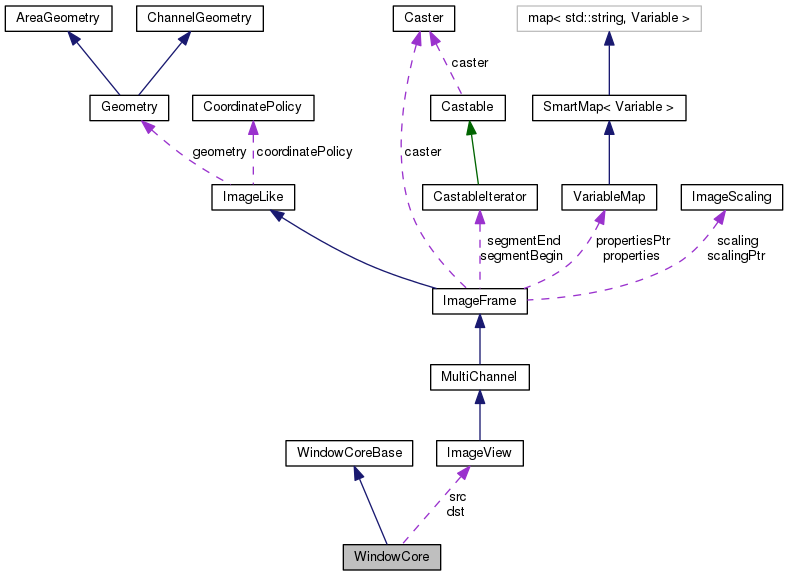 AreaGeometry
ChannelGeometry
Caster
map< std::string, Variable >
caster
Geometry
CoordinatePolicy
Castable
SmartMap< Variable >
geometry
coordinatePolicy
caster
ImageLike
CastableIterator
VariableMap
ImageScaling
segmentEnd
segmentBegin
propertiesPtr
properties
scaling
scalingPtr
ImageFrame
MultiChannel
WindowCoreBase
ImageView
src
dst
WindowCore